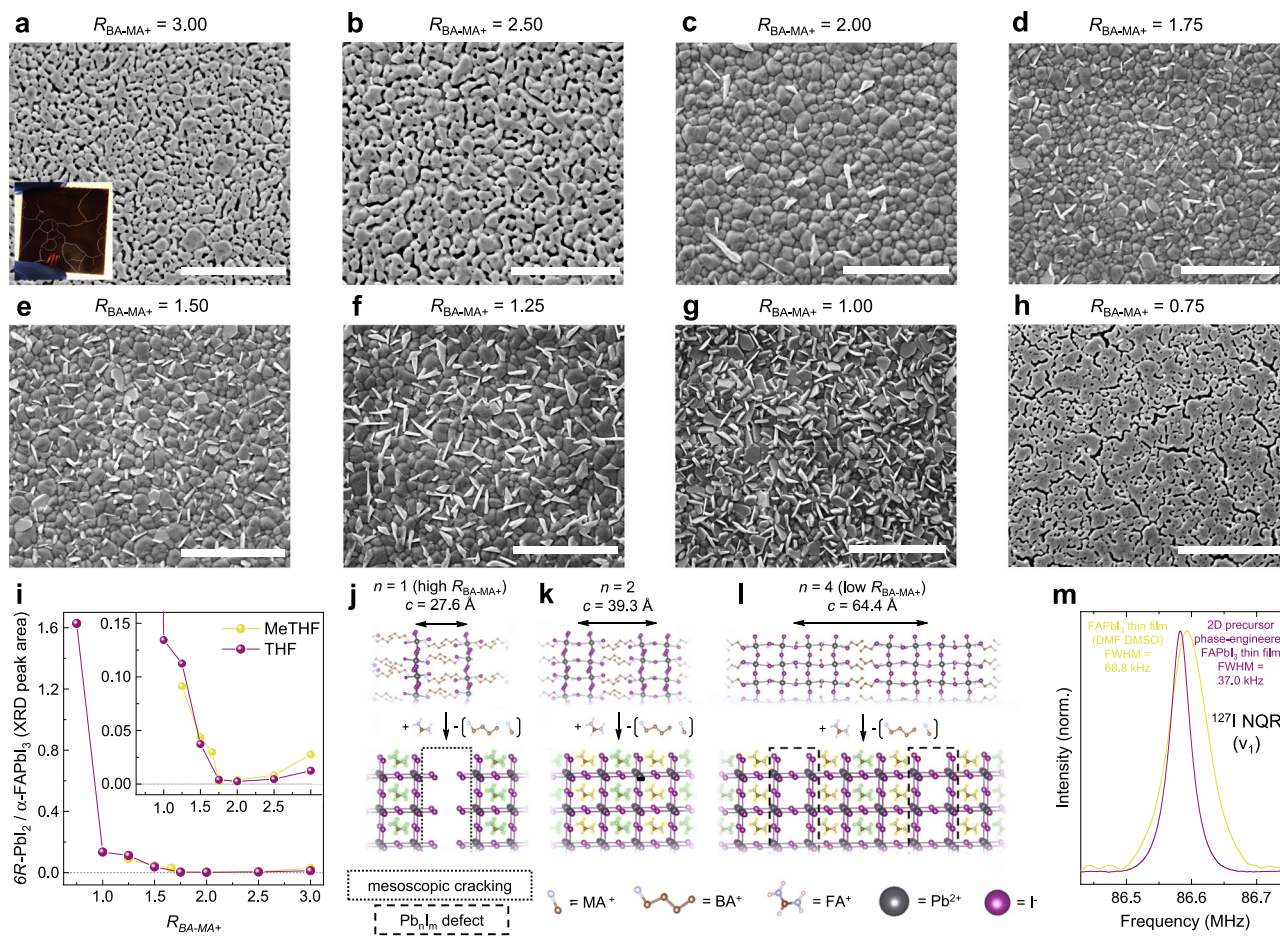 a
R_BA-MA+ = 3.00
b
R_BA-MA+ = 2.50
c
R_BA-MA+ = 2.00
d
R_BA-MA+ = 1.75
e
R_BA-MA+ = 1.50
f
R_BA-MA+ = 1.25
g
R_BA-MA+ = 1.00
h
R_BA-MA+ = 0.75
i
6R-PbI₂ / α-FAPbI₃ (XRD peak area)
1.6
1.2
0.8
0.4
0.0
0.15
0.10
0.05
0.00
MeTHF
THF
1.0 1.5 2.0 2.5 3.0
1.0 1.5 2.0 2.5 3.0
R_BA-MA+
j
n = 1 (high R_BA-MA+)
c = 27.6 Å
+ -
k
n = 2
c = 39.3 Å
+ -
l
n = 4 (low R_BA-MA+)
c = 64.4 Å
+ -
mesoscopic cracking
PbₙIₘ defect
= MA⁺
= BA⁺
= FA⁺
= Pb²⁺
= I⁻
m
Intensity (norm.)
FAPbI₃ thin film
(DMF:DMSO)
FWHM =
68.8 kHz
2D precursor
phase-engineered
FAPbI₃ thin film
FWHM =
37.0 kHz
¹²⁷I NQR
(ν₁)
86.5 86.6 86.7
Frequency (MHz)